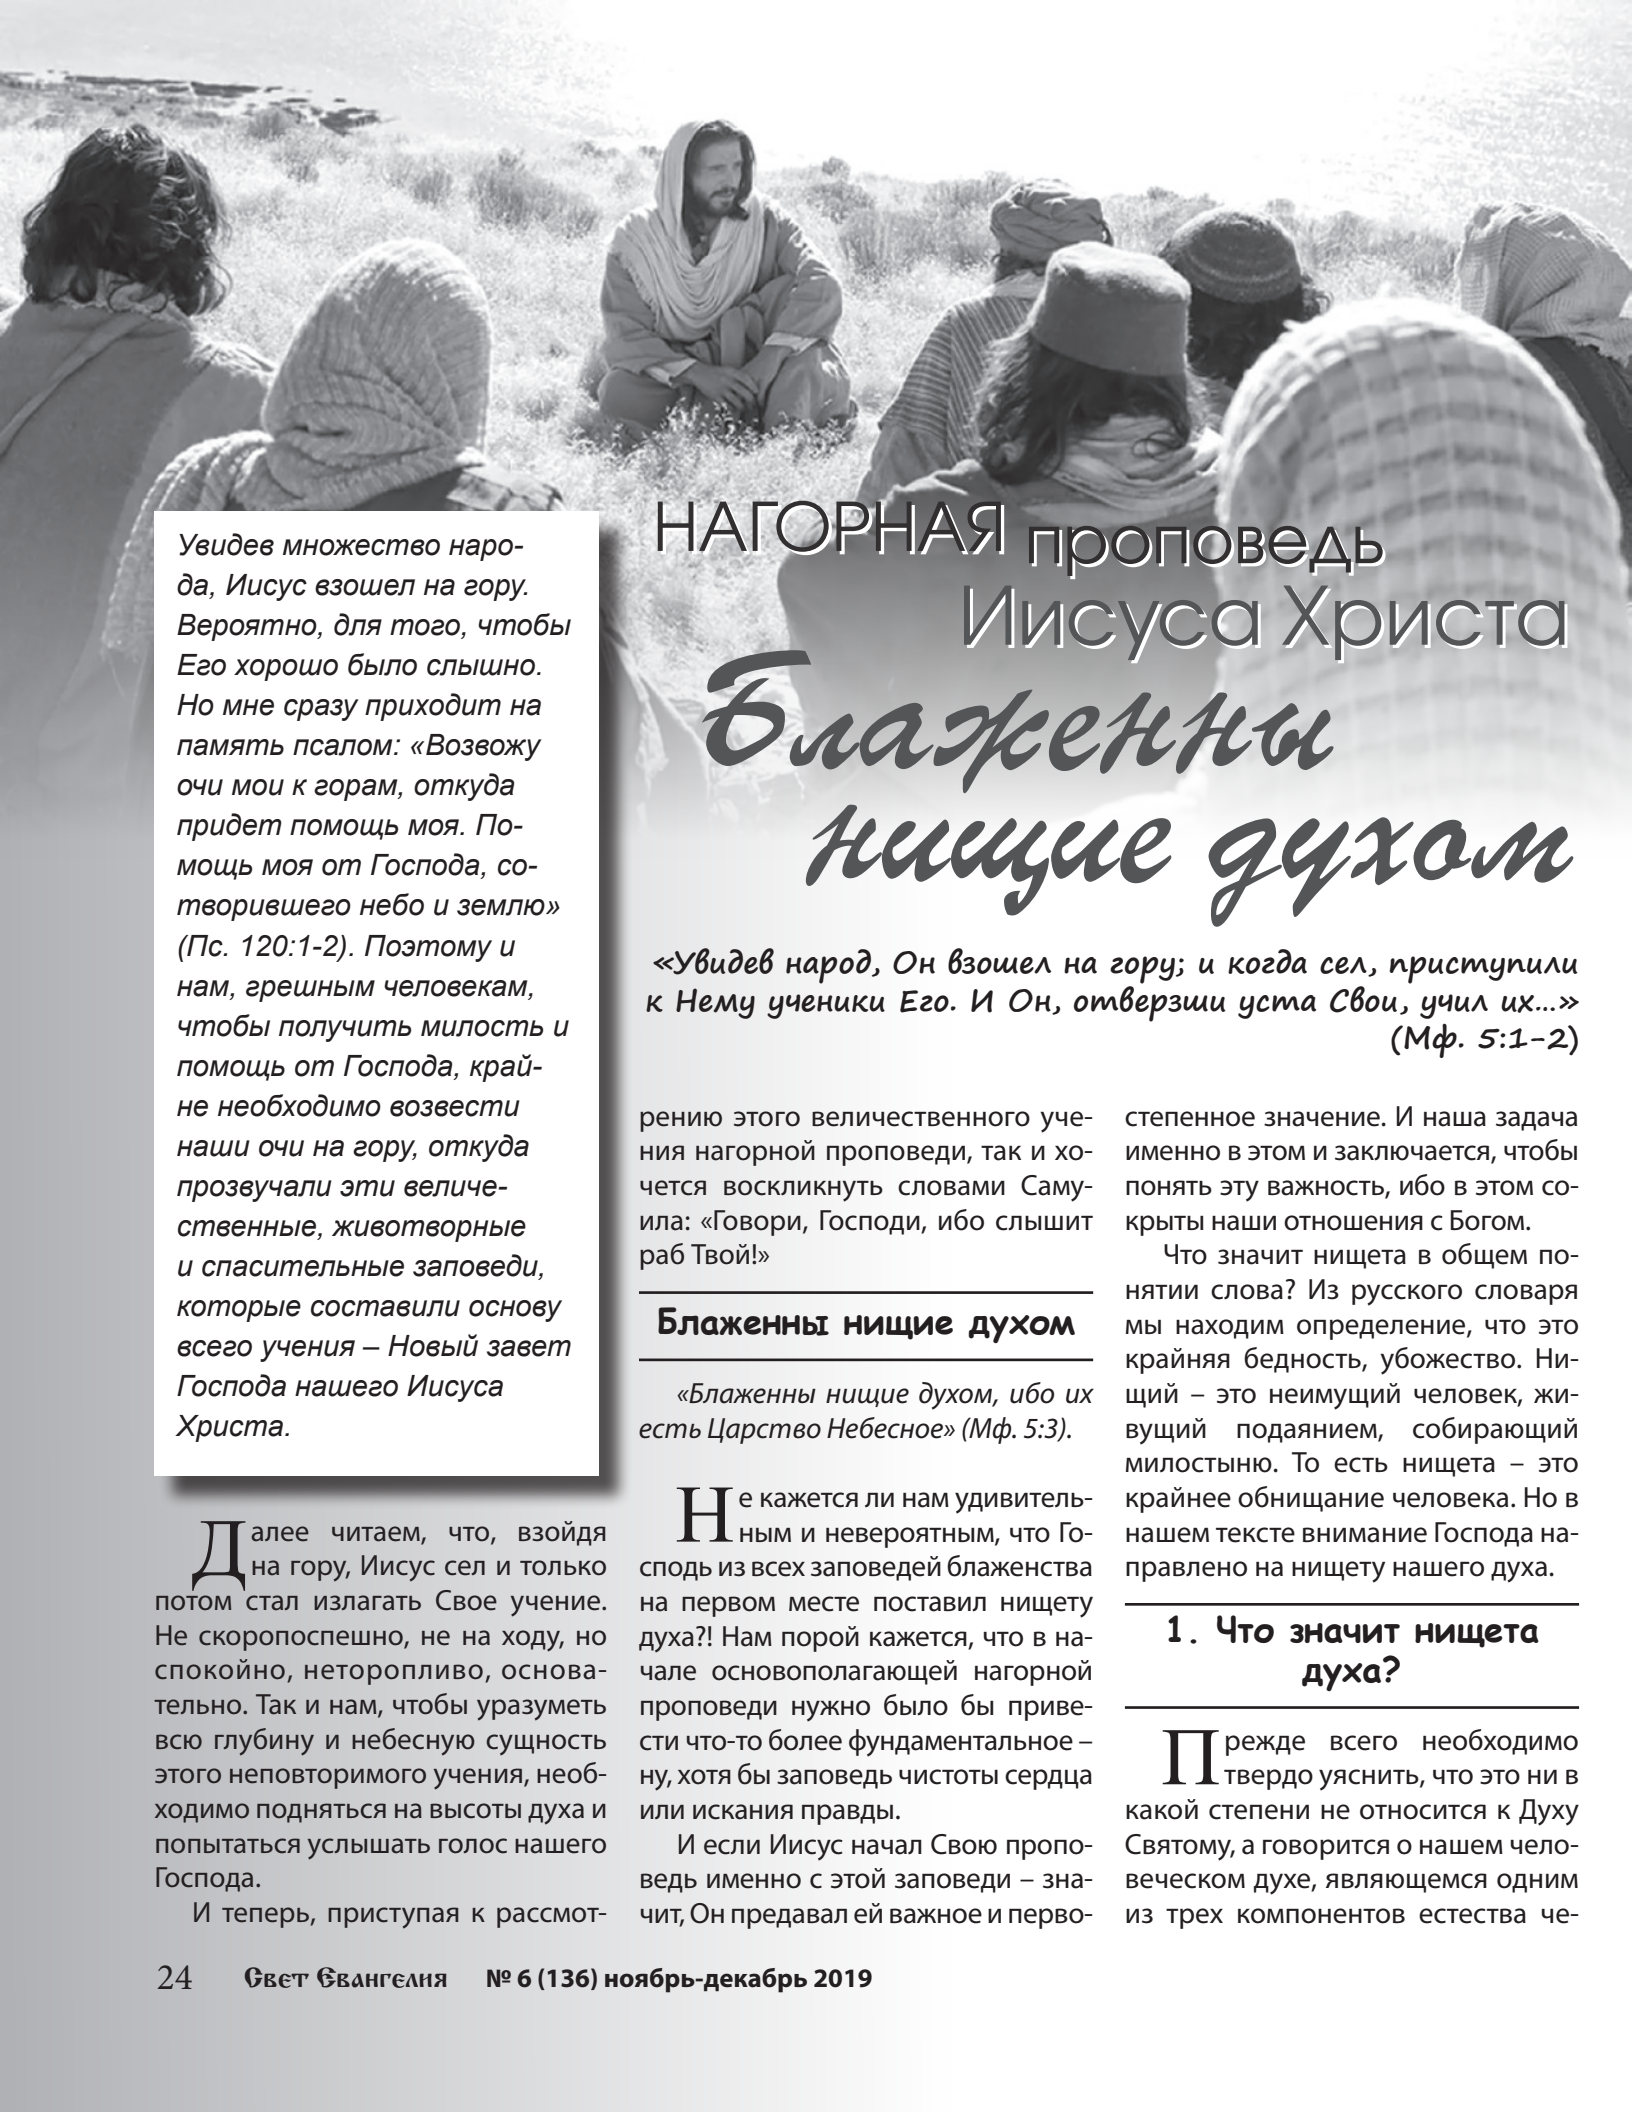 НАГОРНАЯ проповедь
Иисуса Христа
Блаженны
нищие духом
«Увидев народ, Он взошел на гору; и когда сел, приступили
к Нему ученики Его. И Он, отверзши уста Свои, учил их...»
(Мф. 5:1-2)
Увидев множество наро-
да, Иисус взошел на гору.
Вероятно, для того, чтобы
Его хорошо было слышно.
Но мне сразу приходит на
память псалом: «Возвожу
очи мои к горам, откуда
придет помощь моя. По-
мощь моя от Господа, со-
творившего небо и землю»
(Пс. 120:1-2). Поэтому и
нам, грешным человекам,
чтобы получить милость и
помощь от Господа, край-
не необходимо возвести
наши очи на гору, откуда
прозвучали эти величе-
ственные, животворные
и спасительные заповеди,
которые составили основу
всего учения – Новый завет
Господа нашего Иисуса
Христа.
Далее читаем, что, взойдя
на гору, Иисус сел и только
потом стал излагать Свое учение.
Не скоропоспешно, не на ходу, но
спокойно, неторопливо, основа-
тельно. Так и нам, чтобы уразуметь
всю глубину и небесную сущность
этого неповторимого учения, необ-
ходимо подняться на высоты духа и
попытаться услышать голос нашего
Господа.
И теперь, приступая к рассмот-
рению этого величественного уче-
ния нагорной проповеди, так и хо-
чется воскликнуть словами Саму-
ила: «Говори, Господи, ибо слышит
раб Твой!»
Блаженны нищие духом
«Блаженны нищие духом, ибо их
есть Царство Небесное» (Мф. 5:3).
Не кажется ли нам удивитель-
ным и невероятным, что Го-
сподь из всех заповедей блаженства
на первом месте поставил нищету
духа?! Нам порой кажется, что в на-
чале основополагающей нагорной
проповеди нужно было бы приве-
сти что-то более фундаментальное –
ну, хотя бы заповедь чистоты сердца
или искания правды.
И если Иисус начал Свою пропо-
ведь именно с этой заповеди – зна-
чит, Он предавал ей важное и перво-
степенное значение. И наша задача
именно в этом и заключается, чтобы
понять эту важность, ибо в этом со-
крыты наши отношения с Богом.
Что значит нищета в общем по-
нятии слова? Из русского словаря
мы находим определение, что это
крайняя бедность, убожество. Ни-
щий – это неимущий человек, жи-
вущий подаянием, собирающий
милостыню. То есть нищета – это
крайнее обнищание человека. Но в
нашем тексте внимание Господа на-
правлено на нищету нашего духа.
1. Что значит нищета
духа?
Прежде всего необходимо
твердо уяснить, что это ни в
какой степени не относится к Духу
Святому, а говорится о нашем чело-
веческом духе, являющемся одним
из трех компонентов естества че-
24 Свет Евангелия № 6 (136) ноябрь-декабрь 2019